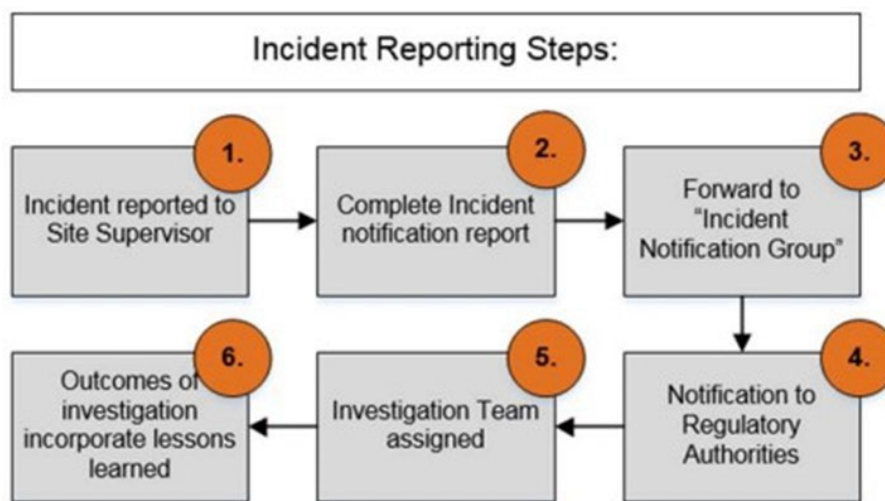 Incident Reporting Steps:
1.
Incident reported to
Site Supervisor
2.
Complete Incident
notification report
3.
Forward to
“Incident
Notification Group”
4.
Notification to
Regulatory
Authorities
5.
Investigation Team
assigned
6.
Outcomes of
investigation
incorporate lessons
learned